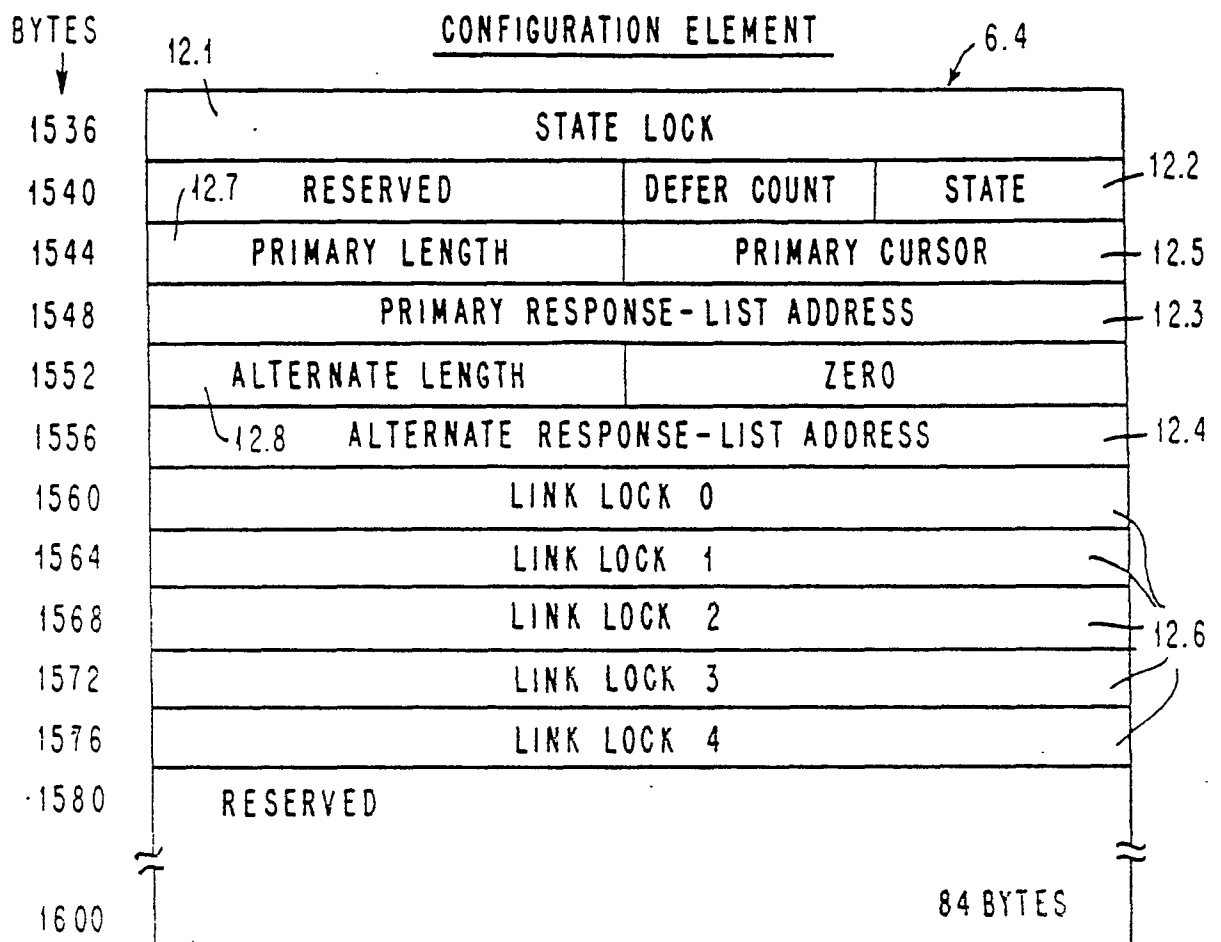 BYTES CONFIGURATION ELEMENT
12.1 6.4
1536 STATE LOCK
1540 12.7 RESERVED DEFER COUNT STATE 12.2
1544 PRIMARY LENGTH PRIMARY CURSOR 12.5
1548 PRIMARY RESPONSE-LIST ADDRESS 12.3
1552 ALTERNATE LENGTH ZERO
1556 12.8 ALTERNATE RESPONSE-LIST ADDRESS 12.4
1560 LINK LOCK 0
1564 LINK LOCK 1
1568 LINK LOCK 2 12.6
1572 LINK LOCK 3
1576 LINK LOCK 4
1580 RESERVED
1600 84 BYTES